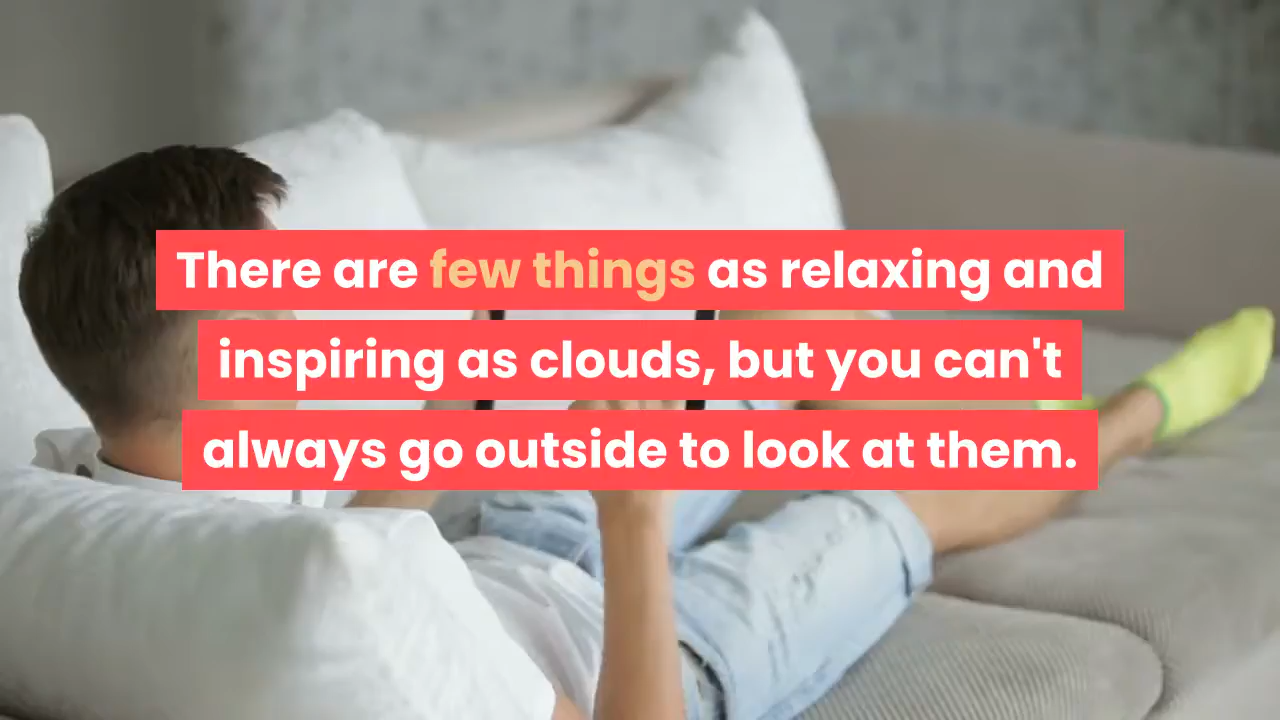 There are few things as relaxing and
inspiring as clouds, but you can't
always go outside to look at them.